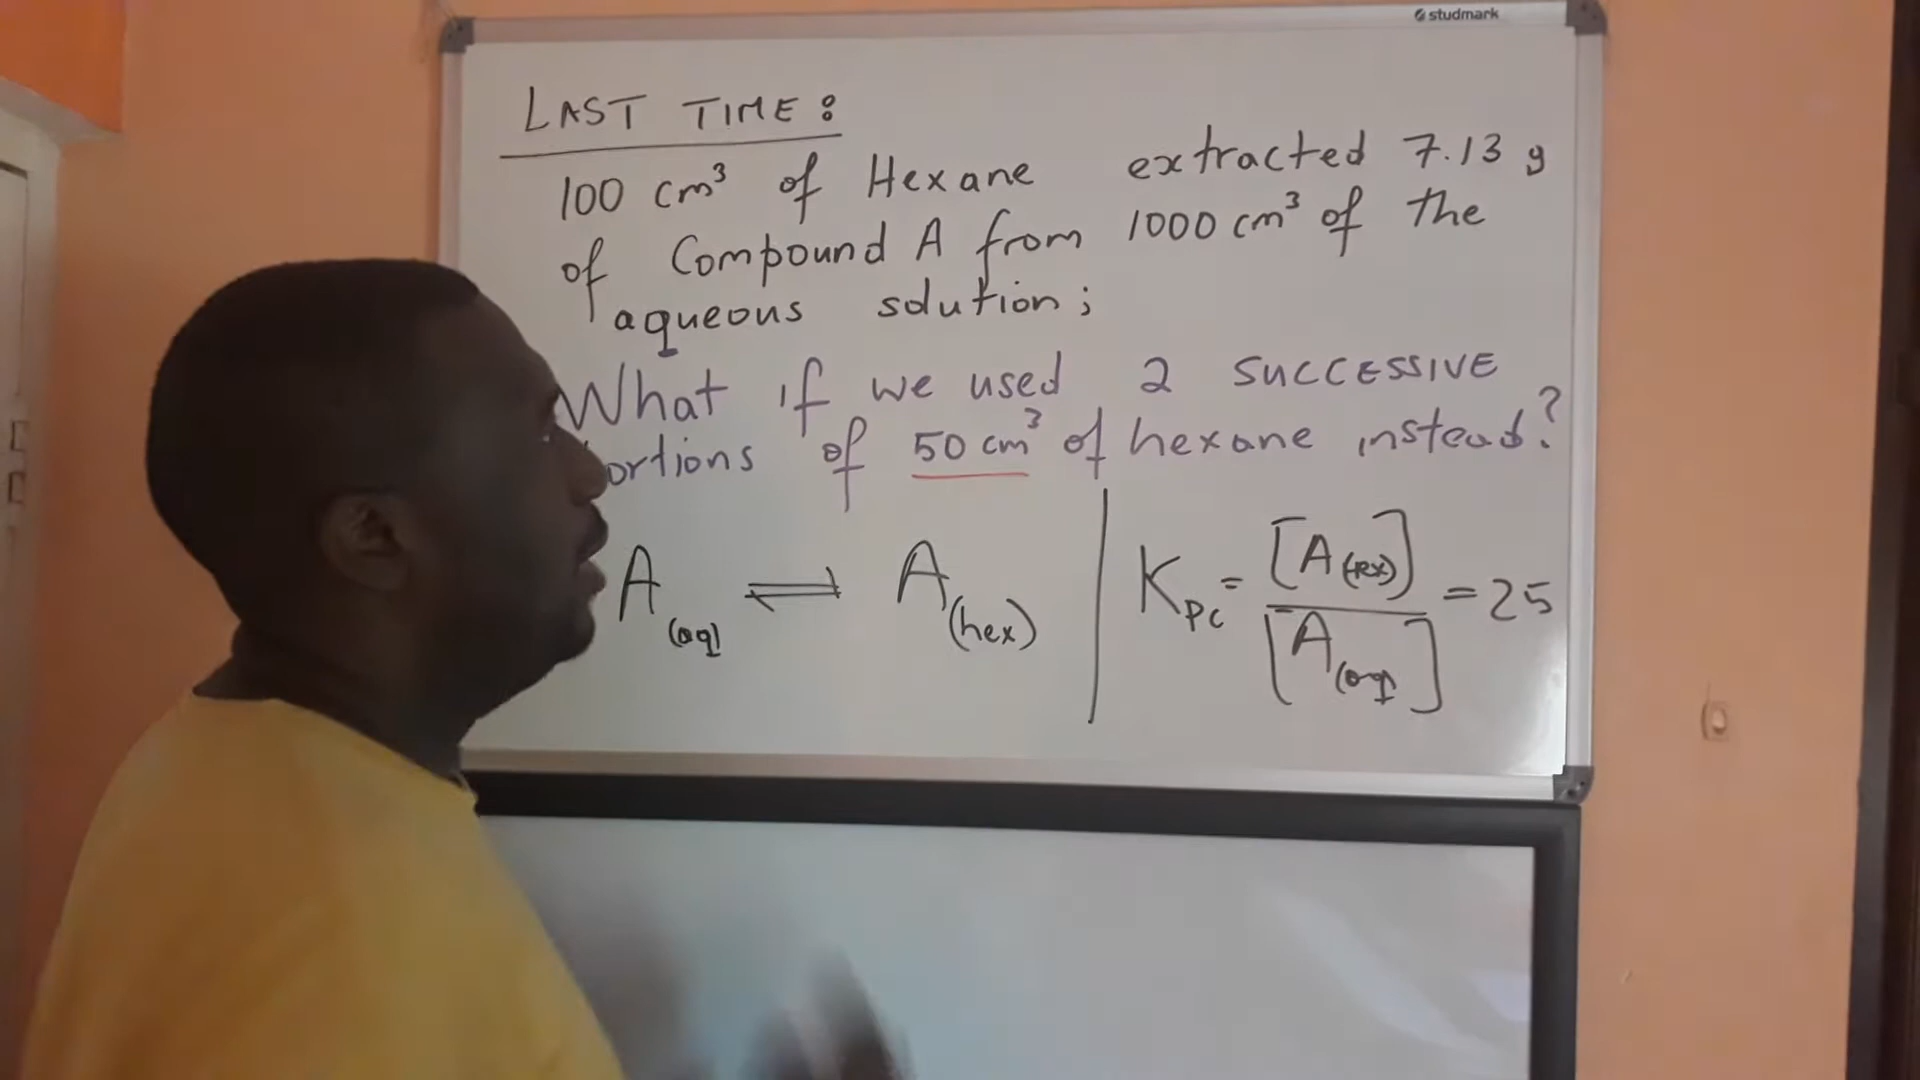 studmark
LAST TIME:
100 cm³ of Hexane extracted 7.13 g
of Compound A from 1000 cm³ of the
aqueous solution;
What if we used 2 SUCCESSIVE
ortions of 50 cm³ of hexane instead?
A(aq) ⇌ A(hex) | Kpc = [A(hex)] / [A(aq)] = 25